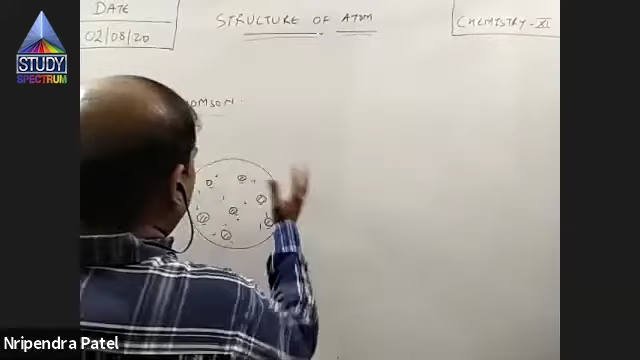 DATE
02/08/20
STRUCTURE OF ATOM
CHEMISTRY-XI
STUDY
SPECTRUM
Nripendra Patel